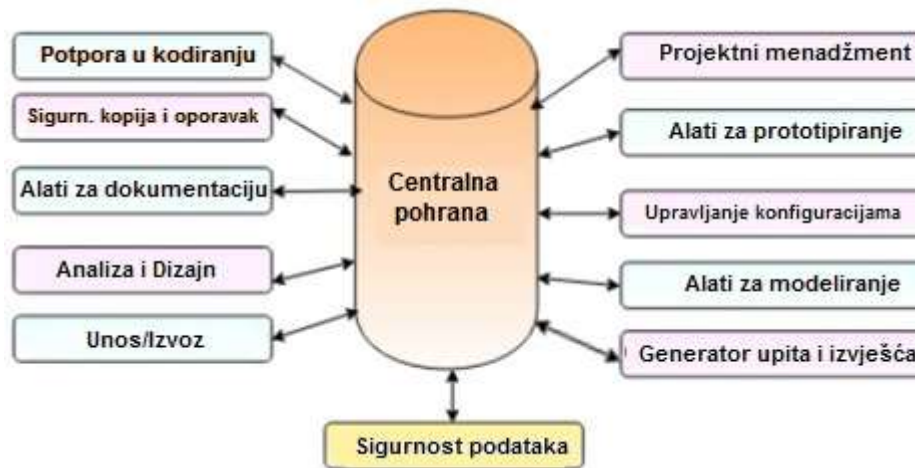 Potpora u kodiranju
Sigurn. kopija i oporavak
Alati za dokumentaciju
Analiza i Dizajn
Unos/Izvoz
Centralna
pohrana
Projektni menadžment
Alati za prototipiranje
Upravljanje konfiguracijama
Alati za modeliranje
Generator upita i izvješća
Sigurnost podataka